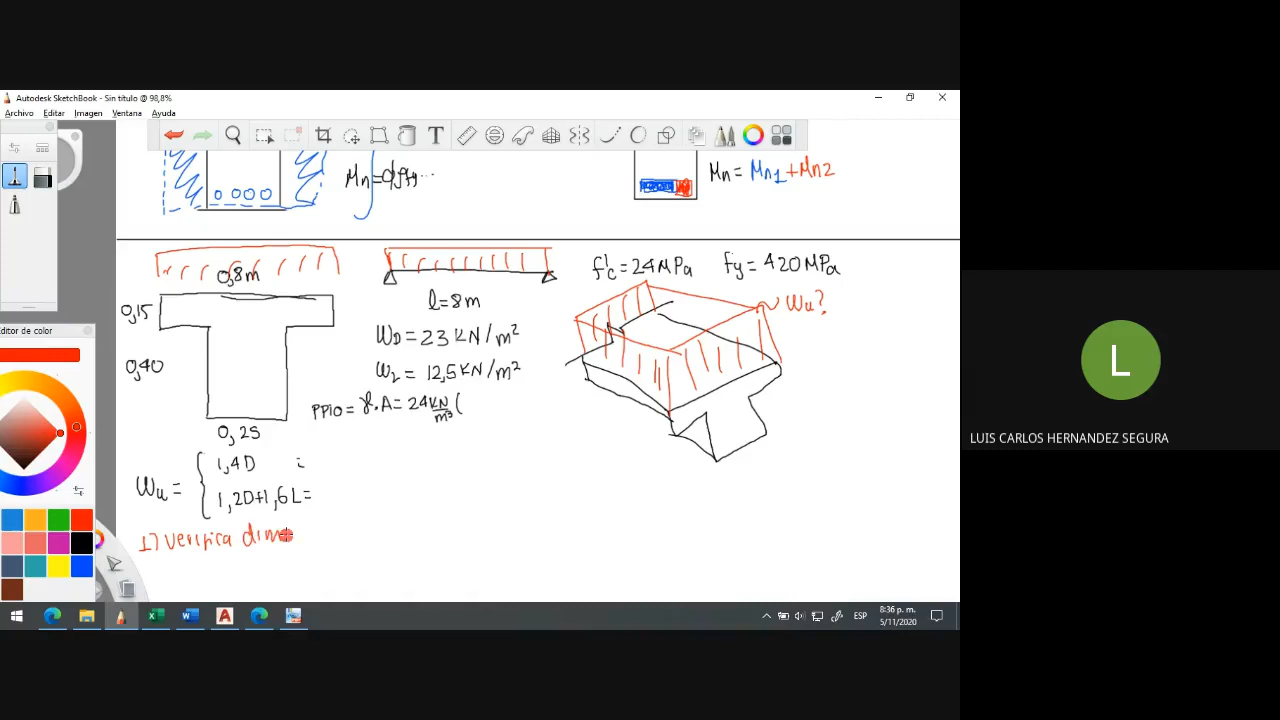 Autodesk SketchBook - Sin título @ 98,8%
Archivo Editar Imagen Ventana Ayuda
Mn=
Mn = Mn1 + Mn2
0,8m
f'c = 24 MPa fy = 420 MPa
0,15
l = 8m
Wu?
WD = 23 KN/m²
0,40
WL = 12,5 KN/m²
PPIO = γ.A = 24 KN/m³ (
0,25
1,4D
Wu =
1,2D+1,6L=
1) Verifica dim
Editor de color
L
LUIS CARLOS HERNANDEZ SEGURA
ESP
8:36 p. m.
5/11/2020